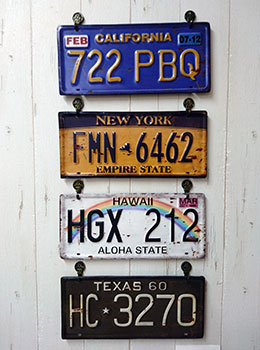 FEB CALIFORNIA 07-12
722 PBQ
NEW YORK
FMN 6462
EMPIRE STATE
HAWAII MAR
HGX 212
ALOHA STATE
TEXAS 60
HC 3270